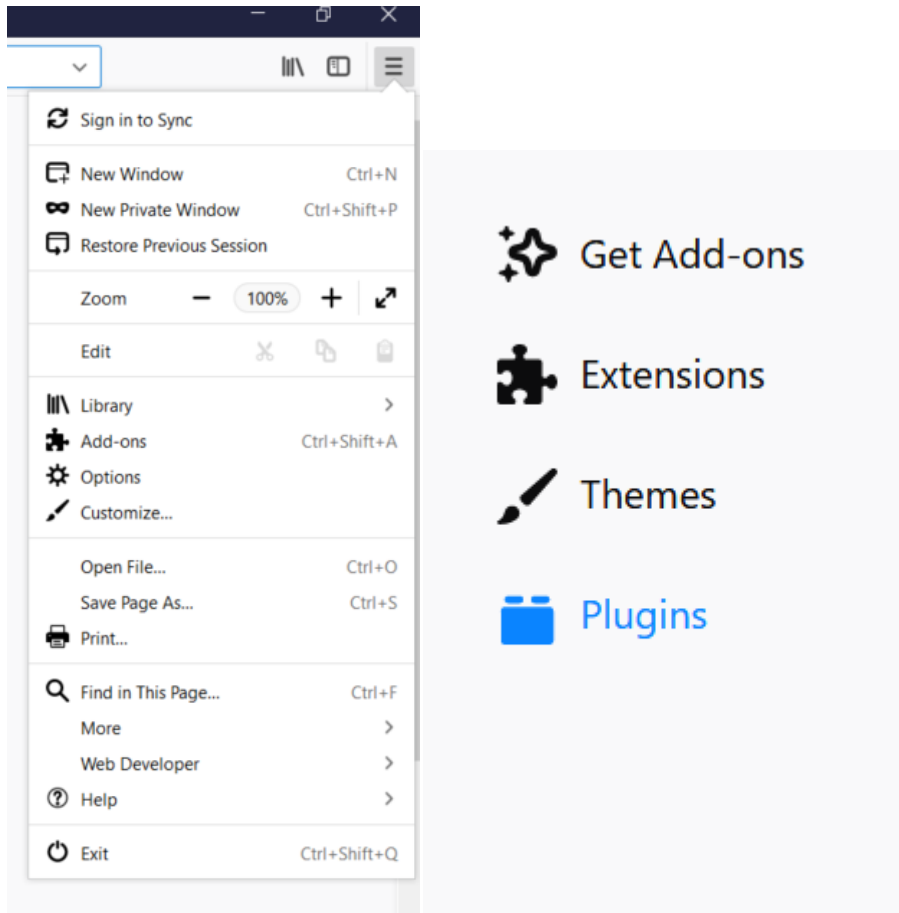 Sign in to Sync
New Window Ctrl+N
New Private Window Ctrl+Shift+P
Restore Previous Session
Zoom 100%
Edit
Library
Add-ons Ctrl+Shift+A
Options
Customize...
Open File... Ctrl+O
Save Page As... Ctrl+S
Print...
Find in This Page... Ctrl+F
More
Web Developer
Help
Exit Ctrl+Shift+Q
Get Add-ons
Extensions
Themes
Plugins